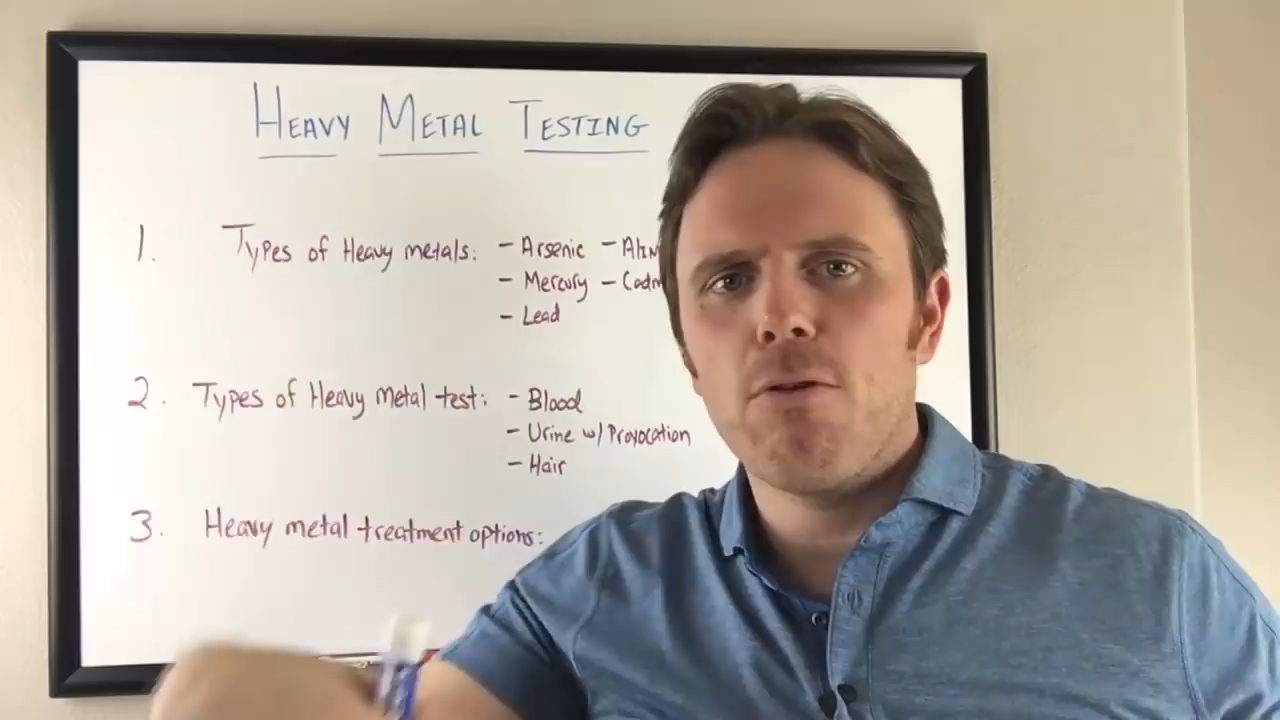 HEAVY METAL TESTING
1. Types of Heavy metals: - Arsenic
- Mercury
- Lead
2. Types of Heavy Metal test: - Blood
- Urine w/ Provocation
- Hair
3. Heavy metal treatment options: